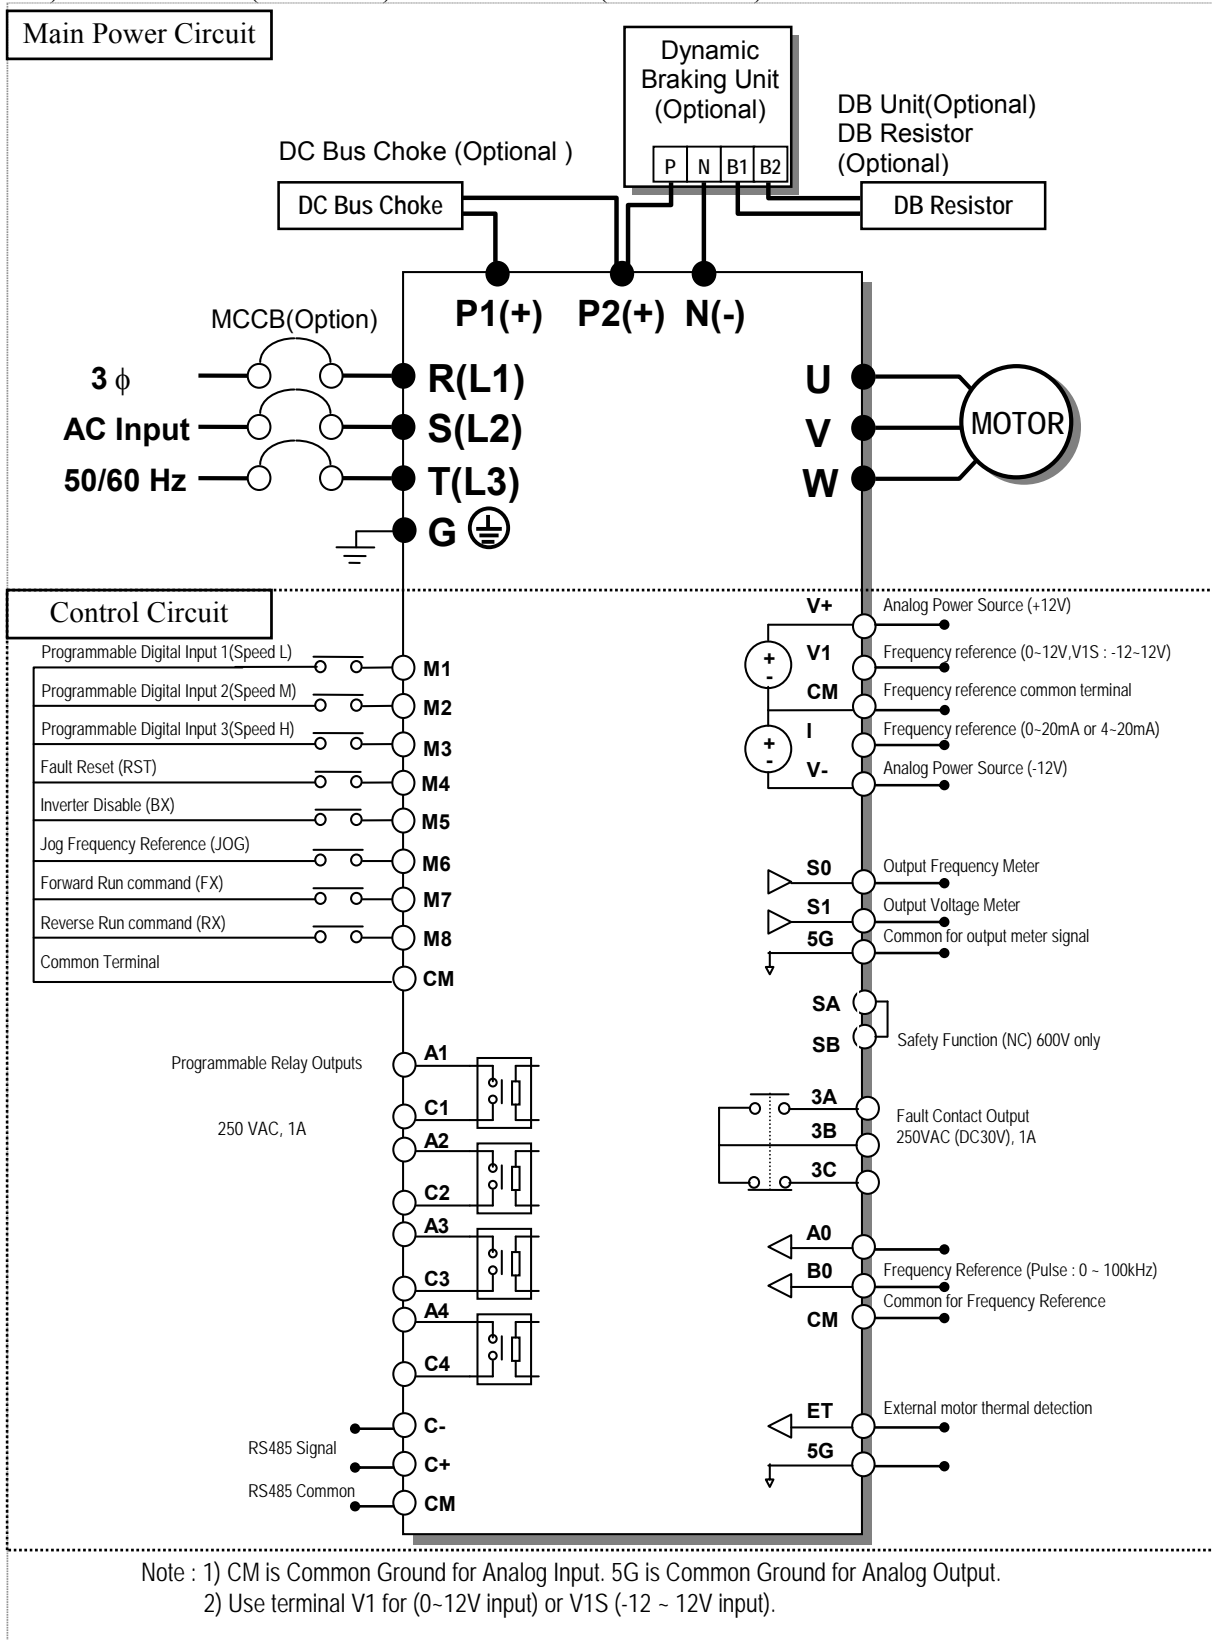 Main Power Circuit
Dynamic
Braking Unit
(Optional)
P N B1 B2
DB Unit(Optional)
DB Resistor
(Optional)
DC Bus Choke (Optional )
DC Bus Choke
DB Resistor
P1(+) P2(+) N(-)
MCCB(Option)
3 ϕ
AC Input
50/60 Hz
R(L1)
S(L2)
T(L3)
G
U
V
W
MOTOR
Control Circuit
Programmable Digital Input 1(Speed L)
M1
Programmable Digital Input 2(Speed M)
M2
Programmable Digital Input 3(Speed H)
M3
Fault Reset (RST)
M4
Inverter Disable (BX)
M5
Jog Frequency Reference (JOG)
M6
Forward Run command (FX)
M7
Reverse Run command (RX)
M8
Common Terminal
CM
Programmable Relay Outputs
250 VAC, 1A
A1
C1
A2
C2
A3
C3
A4
C4
RS485 Signal
C-
C+
RS485 Common
CM
V+ Analog Power Source (+12V)
+
-
V1 Frequency reference (0~12V,V1S : -12~12V)
CM Frequency reference common terminal
+
-
I Frequency reference (0~20mA or 4~20mA)
V- Analog Power Source (-12V)
S0 Output Frequency Meter
S1 Output Voltage Meter
5G Common for output meter signal
SA
SB Safety Function (NC) 600V only
3A
3B
3C
Fault Contact Output
250VAC (DC30V), 1A
A0
B0 Frequency Reference (Pulse : 0 ~ 100kHz)
CM Common for Frequency Reference
ET External motor thermal detection
5G
Note : 1) CM is Common Ground for Analog Input. 5G is Common Ground for Analog Output.
2) Use terminal V1 for (0~12V input) or V1S (-12 ~ 12V input).